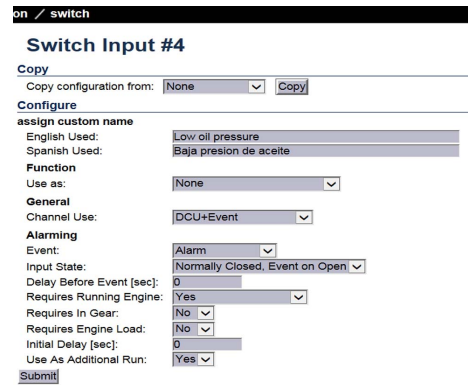 on / switch
Switch Input #4
Copy
Copy configuration from: None Copy
Configure
assign custom name
English Used: Low oil pressure
Spanish Used: Baja presion de aceite
Function
Use as: None
General
Channel Use: DCU+Event
Alarming
Event: Alarm
Input State: Normally Closed, Event on Open
Delay Before Event [sec]: 0
Requires Running Engine: Yes
Requires In Gear: No
Requires Engine Load: No
Initial Delay [sec]: 0
Use As Additional Run: Yes
Submit